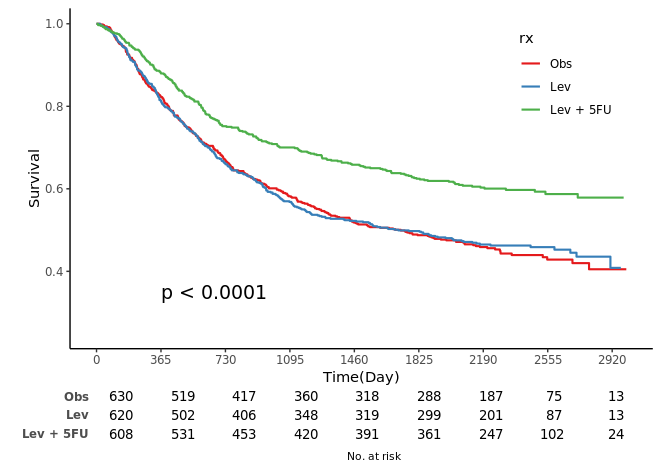 1.0
0.8
0.6
0.4
Survival
rx
Obs
Lev
Lev + 5FU
p < 0.0001
0 365 730 1095 1460 1825 2190 2555 2920
Time(Day)
Obs 630 519 417 360 318 288 187 75 13
Lev 620 502 406 348 319 299 201 87 13
Lev + 5FU 608 531 453 420 391 361 247 102 24
No. at risk